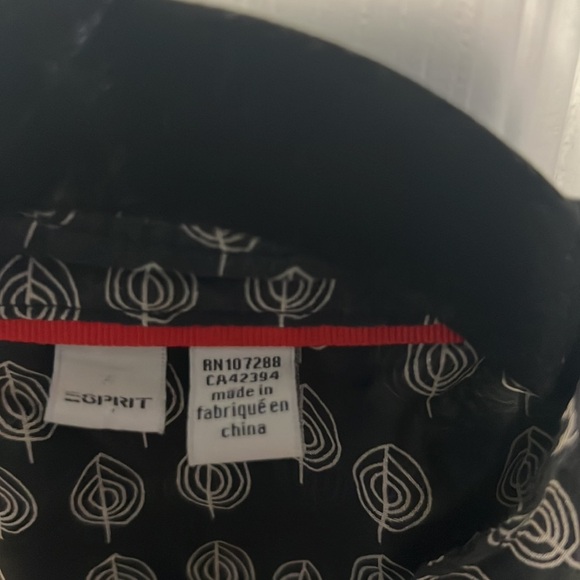 ESPRIT
RN107288
CA42394
made in
fabriqué en
china